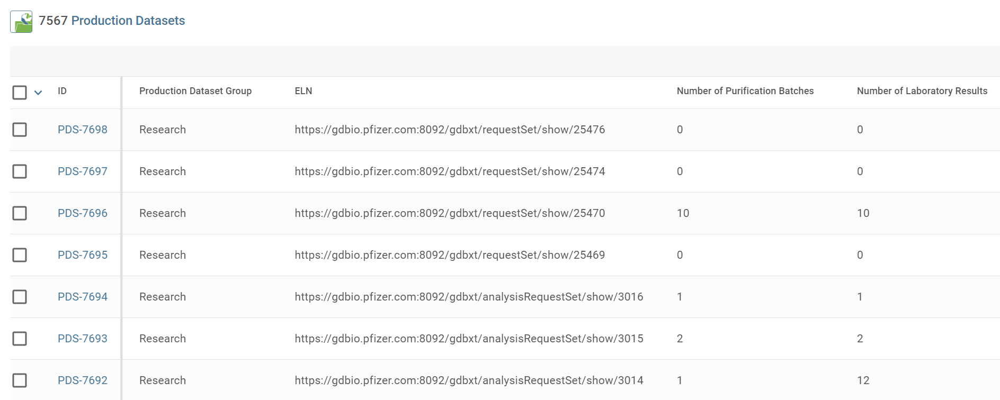 7567 Production Datasets
ID Production Dataset Group ELN Number of Purification Batches Number of Laboratory Results
PDS-7698 Research https://gdbio.pfizer.com:8092/gdbxt/requestSet/show/25476 0 0
PDS-7697 Research https://gdbio.pfizer.com:8092/gdbxt/requestSet/show/25474 0 0
PDS-7696 Research https://gdbio.pfizer.com:8092/gdbxt/requestSet/show/25470 10 10
PDS-7695 Research https://gdbio.pfizer.com:8092/gdbxt/requestSet/show/25469 0 0
PDS-7694 Research https://gdbio.pfizer.com:8092/gdbxt/analysisRequestSet/show/3016 1 1
PDS-7693 Research https://gdbio.pfizer.com:8092/gdbxt/analysisRequestSet/show/3015 2 2
PDS-7692 Research https://gdbio.pfizer.com:8092/gdbxt/analysisRequestSet/show/3014 1 12